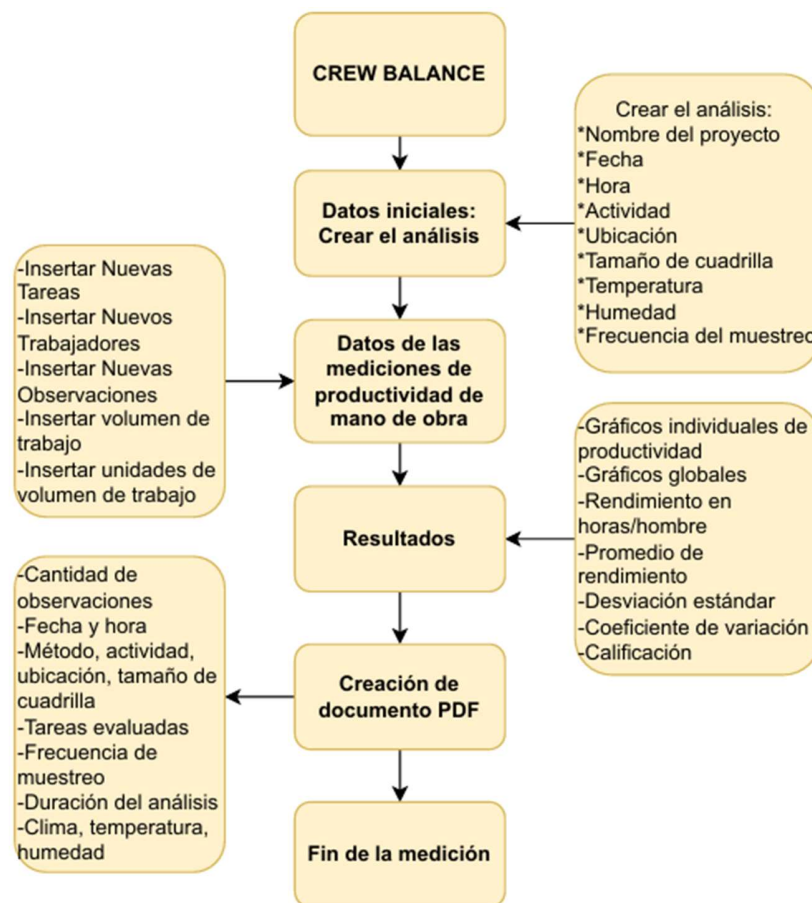 CREW BALANCE
Crear el análisis:
*Nombre del proyecto
*Fecha
*Hora
*Actividad
*Ubicación
*Tamaño de cuadrilla
*Temperatura
*Humedad
*Frecuencia del muestreo
Datos iniciales:
Crear el análisis
-Insertar Nuevas
Tareas
-Insertar Nuevos
Trabajadores
-Insertar Nuevas
Observaciones
-Insertar volumen de
trabajo
-Insertar unidades de
volumen de trabajo
Datos de las
mediciones de
productividad de
mano de obra
-Gráficos individuales de
productividad
-Gráficos globales
-Rendimiento en
horas/hombre
-Promedio de
rendimiento
-Desviación estándar
-Coeficiente de variación
-Calificación
Resultados
-Cantidad de
observaciones
-Fecha y hora
-Método, actividad,
ubicación, tamaño de
cuadrilla
-Tareas evaluadas
-Frecuencia de
muestreo
-Duración del análisis
-Clima, temperatura,
humedad
Creación de
documento PDF
Fin de la medición